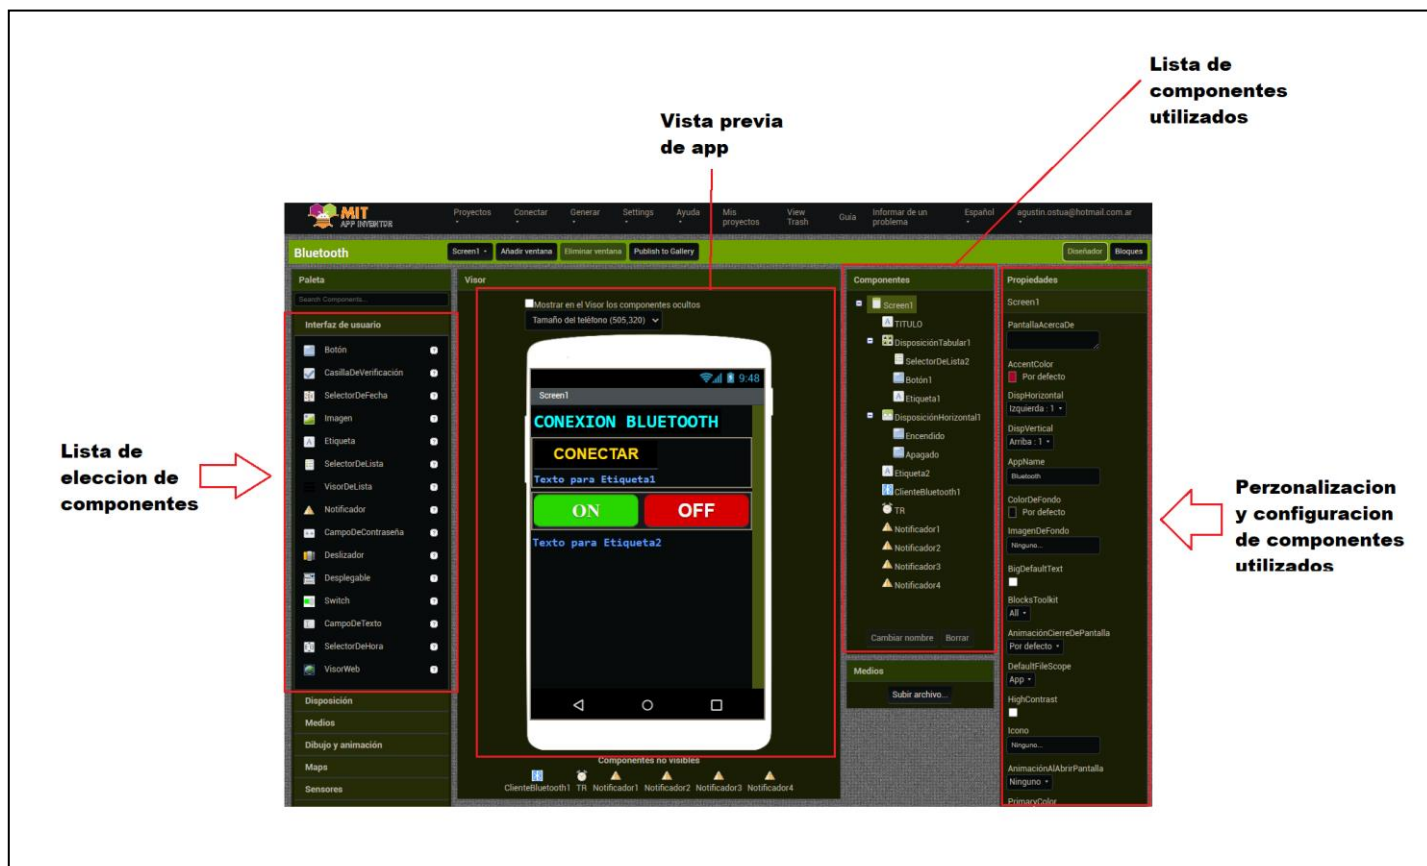 Lista de
componentes
utilizados
Vista previa
de app
MIT
APP INVENTOR
Proyectos
Conectar
Generar
Settings
Ayuda
Mis
proyectos
View
Trash
Guía
Informar de un
problema
Español
agustin.ostua@hotmail.com.ar
Bluetooth
Screen1
Añadir ventana
Eliminar ventana
Publish to Gallery
Diseñador
Bloques
Paleta
Search Components...
Interfaz de usuario
Botón
CasillaDeVerificación
SelectorDeFecha
Imagen
Etiqueta
SelectorDeLista
VisorDeLista
Notificador
CampoDeContraseña
Deslizador
Desplegable
Switch
CampoDeTexto
SelectorDeHora
VisorWeb
Disposición
Medios
Dibujo y animación
Maps
Sensores
Lista de
eleccion de
componentes
Visor
Mostrar en el Visor los componentes ocultos
Tamaño del teléfono (505,320)
9:48
Screen1
CONEXION BLUETOOTH
CONECTAR
Texto para Etiqueta1
ON OFF
Texto para Etiqueta2
Componentes no visibles
ClienteBluetooth1 TR Notificador1 Notificador2 Notificador3 Notificador4
Componentes
Screen1
TITULO
DisposiciónTabular1
SelectorDeLista2
Botón1
Etiqueta1
DisposiciónHorizontal1
Encendido
Apagado
Etiqueta2
ClienteBluetooth1
TR
Notificador1
Notificador2
Notificador3
Notificador4
Cambiar nombre Borrar
Medios
Subir archivo...
Propiedades
Screen1
PantallaAcercaDe
AccentColor
Por defecto
DispHorizontal
Izquierda : 1
DispVertical
Arriba : 1
AppName
Bluetooth
ColorDeFondo
Por defecto
ImagenDeFondo
Ninguno...
BigDefaultText
BlocksToolkit
All
AnimaciónCierreDePantalla
Por defecto
DefaultFileScope
App
HighContrast
Icono
Ninguno...
AnimaciónAlAbrirPantalla
Ninguno
PrimaryColor
Perzonalizacion
y configuracion
de componentes
utilizados